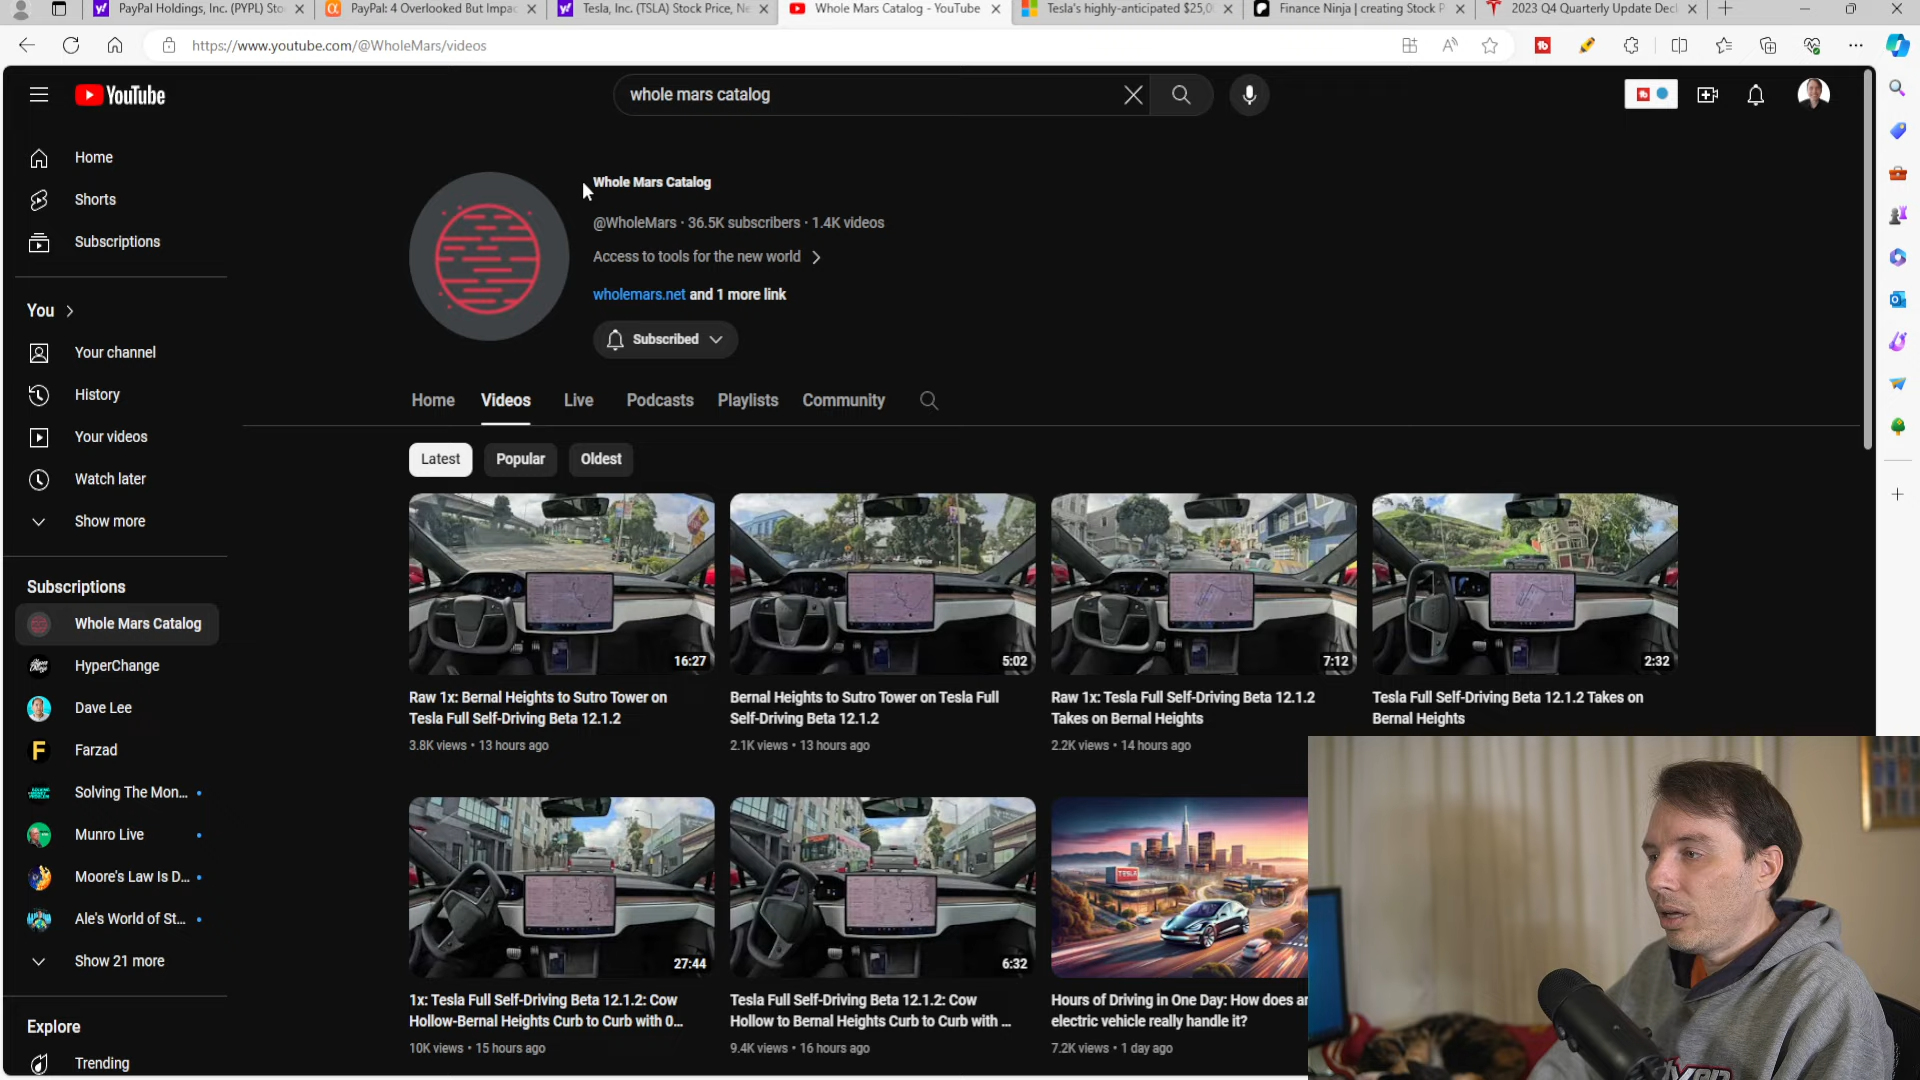 PayPal Holdings, Inc. (PYPL) Sto
PayPal: 4 Overlooked But Impac
Tesla, Inc. (TSLA) Stock Price, Ne
Whole Mars Catalog - YouTube
Tesla's highly-anticipated $25,0
Finance Ninja | creating Stock P
2023 Q4 Quarterly Update Dec
https://www.youtube.com/@WholeMars/videos
YouTube
whole mars catalog
Home
Shorts
Subscriptions
You
Your channel
History
Your videos
Watch later
Show more
Subscriptions
Whole Mars Catalog
HyperChange
Dave Lee
Farzad
Solving The Mon...
Munro Live
Moore's Law Is D...
Ale's World of St...
Show 21 more
Explore
Trending
Whole Mars Catalog
@WholeMars · 36.5K subscribers · 1.4K videos
Access to tools for the new world
wholemars.net and 1 more link
Subscribed
Home Videos Live Podcasts Playlists Community
Latest Popular Oldest
16:27
5:02
7:12
2:32
Raw 1x: Bernal Heights to Sutro Tower on
Tesla Full Self-Driving Beta 12.1.2
3.8K views • 13 hours ago
Bernal Heights to Sutro Tower on Tesla Full
Self-Driving Beta 12.1.2
2.1K views • 13 hours ago
Raw 1x: Tesla Full Self-Driving Beta 12.1.2
Takes on Bernal Heights
2.2K views • 14 hours ago
Tesla Full Self-Driving Beta 12.1.2 Takes on
Bernal Heights
27:44
6:32
TESLA
1x: Tesla Full Self-Driving Beta 12.1.2: Cow
Hollow-Bernal Heights Curb to Curb with 0...
10K views • 15 hours ago
Tesla Full Self-Driving Beta 12.1.2: Cow
Hollow to Bernal Heights Curb to Curb with ...
9.4K views • 16 hours ago
Hours of Driving in One Day: How does an
electric vehicle really handle it?
7.2K views • 1 day ago